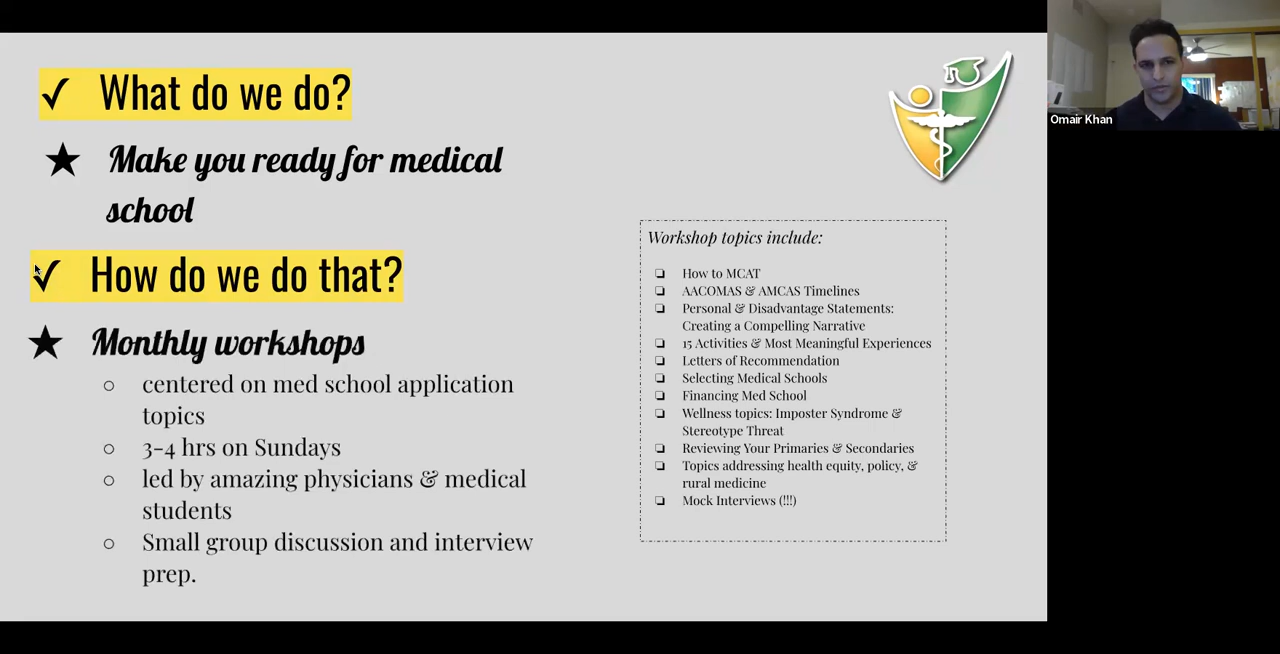 ✓ What do we do?
★ Make you ready for medical
school
✓ How do we do that?
★ Monthly workshops
○ centered on med school application
topics
○ 3-4 hrs on Sundays
○ led by amazing physicians & medical
students
○ Small group discussion and interview
prep.
Workshop topics include:
❏ How to MCAT
❏ AACOMAS & AMCAS Timelines
❏ Personal & Disadvantage Statements:
Creating a Compelling Narrative
❏ 15 Activities & Most Meaningful Experiences
❏ Letters of Recommendation
❏ Selecting Medical Schools
❏ Financing Med School
❏ Wellness topics: Imposter Syndrome &
Stereotype Threat
❏ Reviewing Your Primaries & Secondaries
❏ Topics addressing health equity, policy, &
rural medicine
❏ Mock Interviews (!!!)
Omair Khan